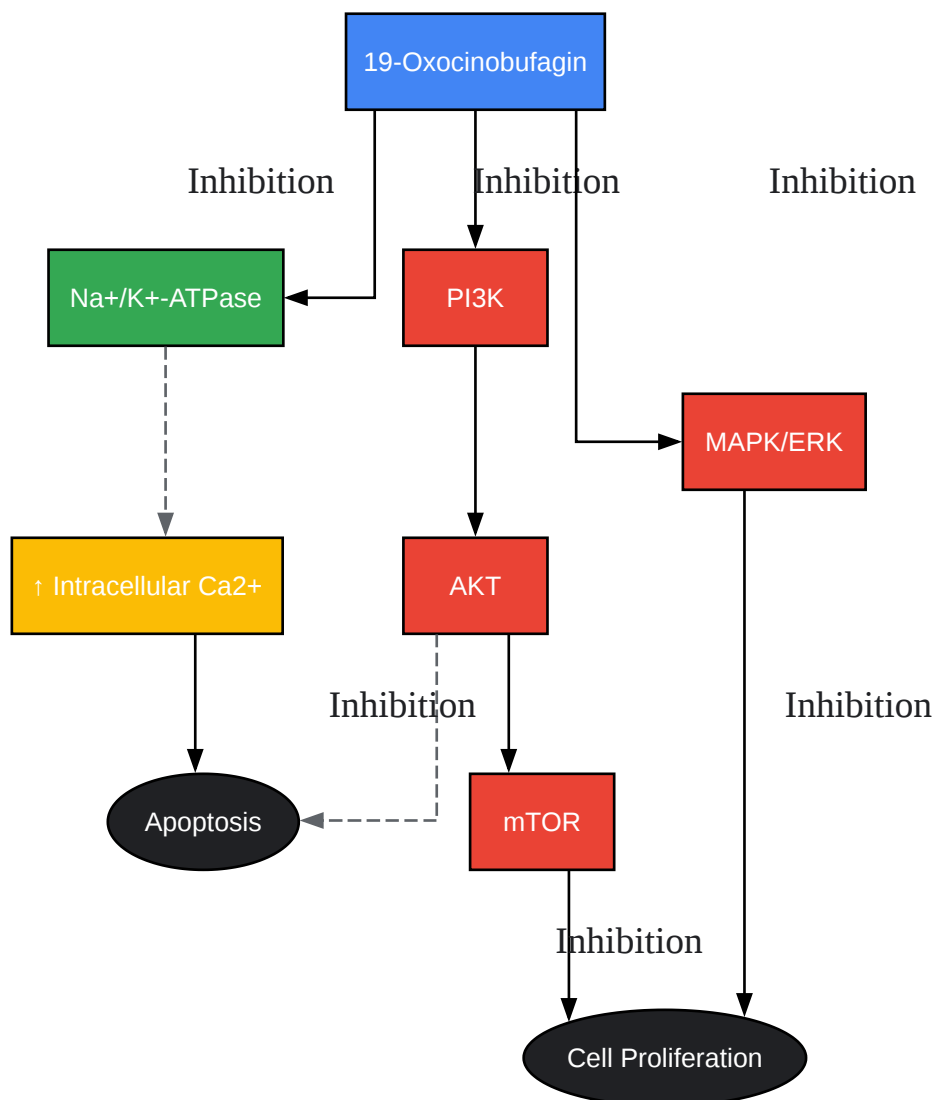 19-Oxocinobufagin
Inhibition
Inhibition
Inhibition
Na+/K+-ATPase
PI3K
MAPK/ERK
↑ Intracellular Ca2+
AKT
Inhibition
Inhibition
Apoptosis
mTOR
Inhibition
Cell Proliferation